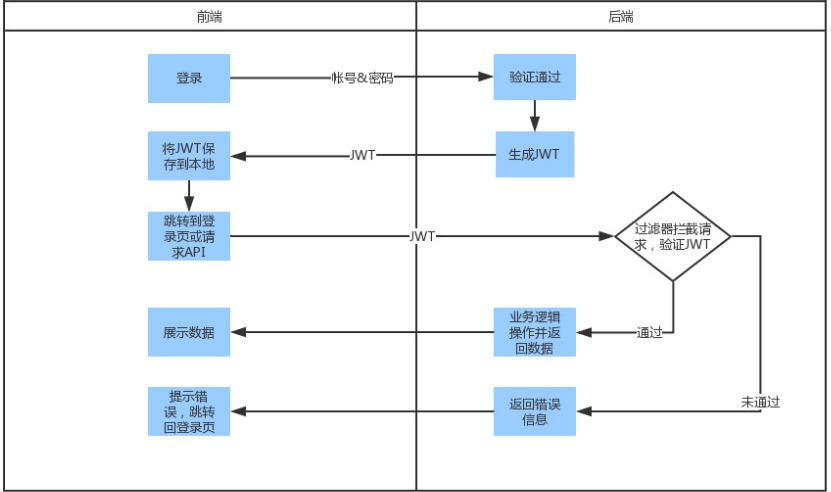 前端
后端
登录
帐号&密码
验证通过
将JWT保
存到本地
JWT
生成JWT
跳转到登
录页或请
求API
JWT
过滤器拦截请
求，验证JWT
展示数据
业务逻辑
操作并返
回数据
通过
提示错
误，跳转
回登录页
返回错误
信息
未通过